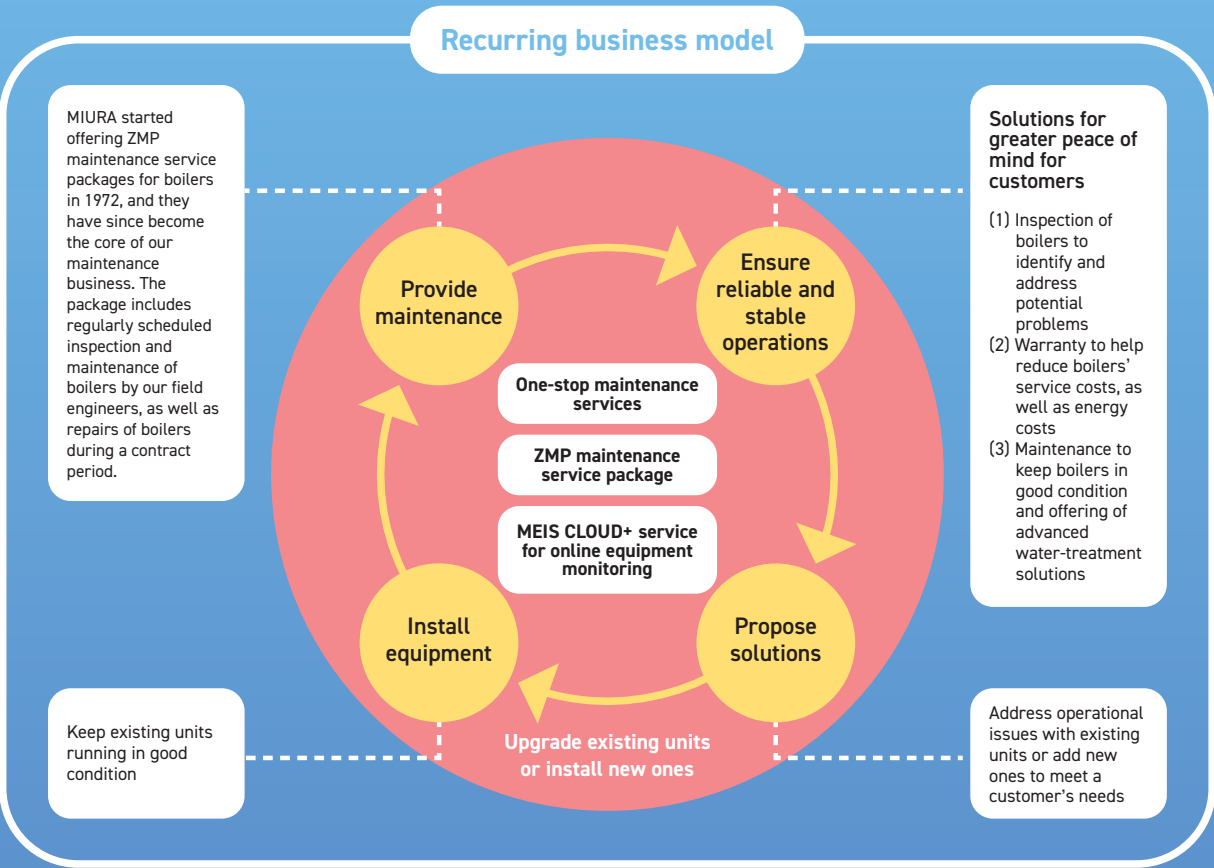 Recurring business model
MIURA started
offering ZMP
maintenance service
packages for boilers
in 1972, and they
have since become
the core of our
maintenance
business. The
package includes
regularly scheduled
inspection and
maintenance of
boilers by our field
engineers, as well as
repairs of boilers
during a contract
period.
Provide
maintenance
Ensure
reliable and
stable
operations
Solutions for
greater peace of
mind for
customers
(1) Inspection of
boilers to
identify and
address
potential
problems
(2) Warranty to help
reduce boilers’
service costs, as
well as energy
costs
(3) Maintenance to
keep boilers in
good condition
and offering of
advanced
water-treatment
solutions
One-stop maintenance
services
ZMP maintenance
service package
MEIS CLOUD+ service
for online equipment
monitoring
Install
equipment
Propose
solutions
Upgrade existing units
or install new ones
Keep existing units
running in good
condition
Address operational
issues with existing
units or add new
ones to meet a
customer’s needs